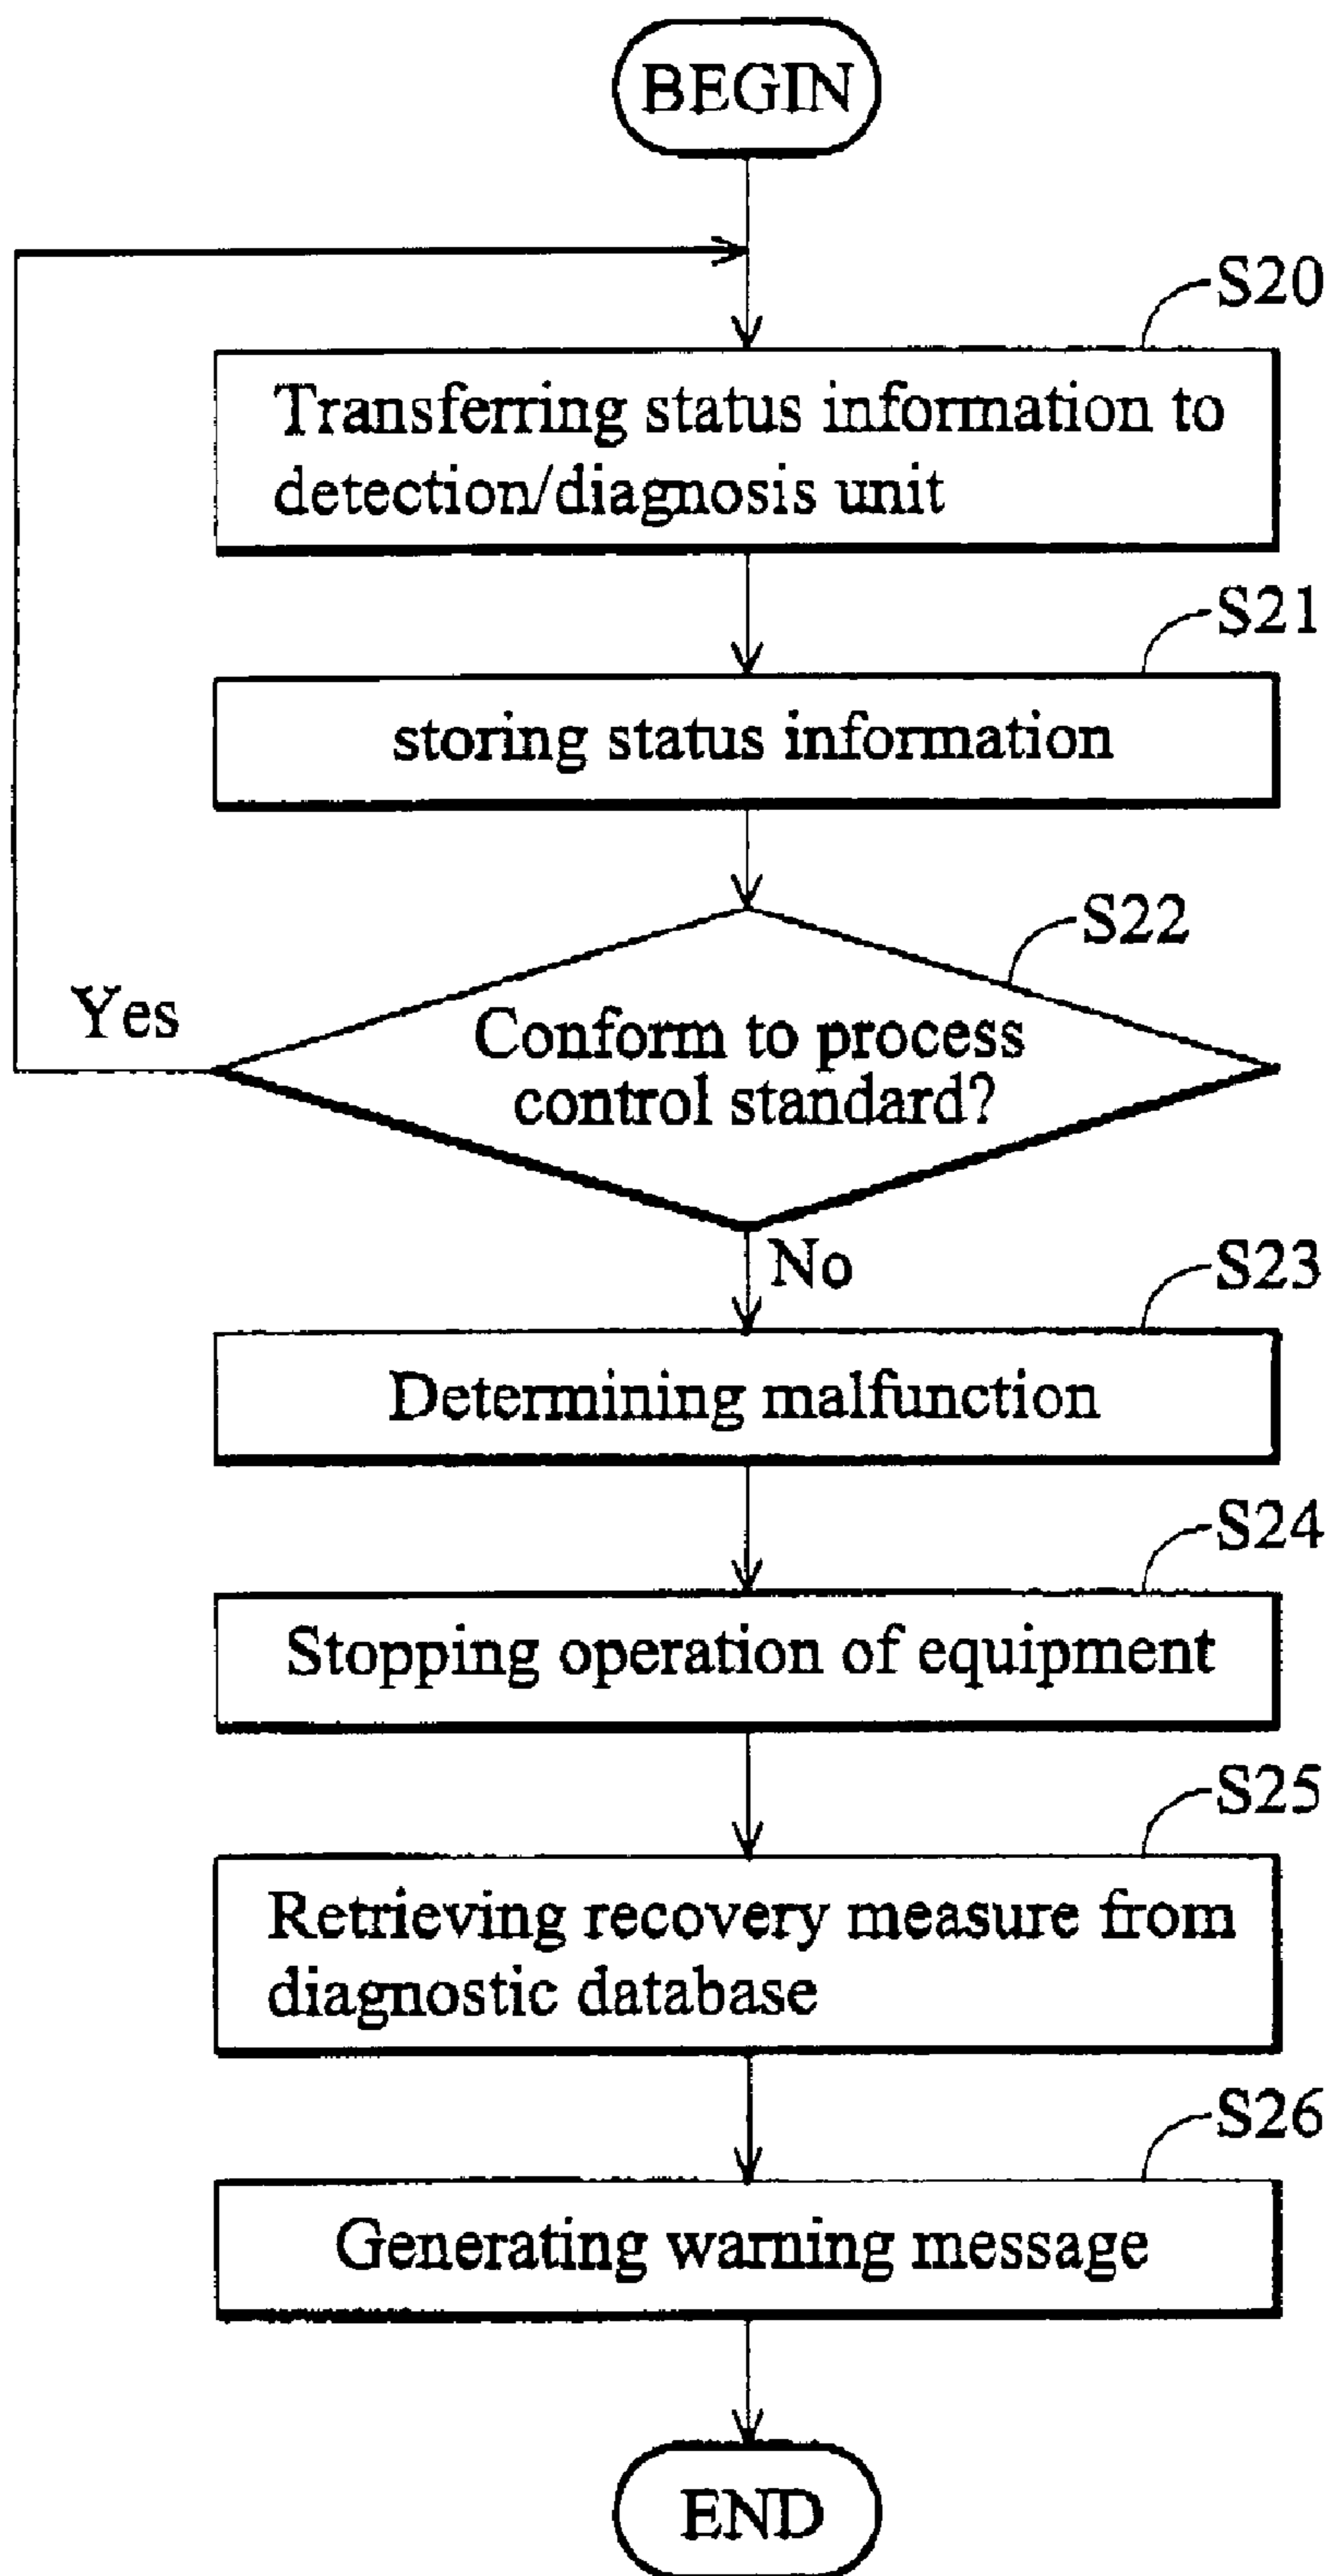 BEGIN
S20
Transferring status information to
detection/diagnosis unit
S21
storing status information
S22
Yes
Conform to process
control standard?
No
S23
Determining malfunction
S24
Stopping operation of equipment
S25
Retrieving recovery measure from
diagnostic database
S26
Generating warning message
END